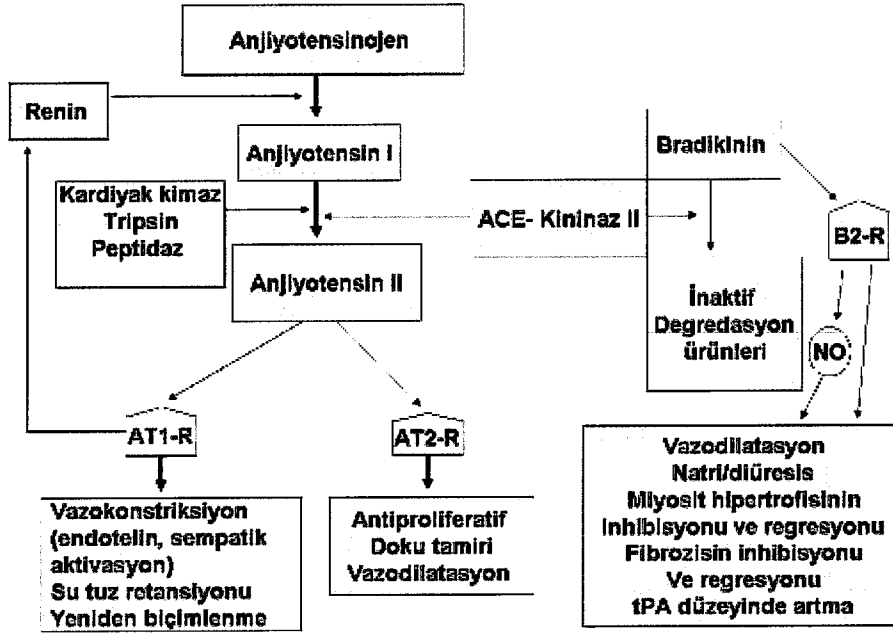 Anjiyotensinojen
Renin
Anjiyotensin I
Bradikinin
Kardiyak kimaz
Tripsin
Peptidaz
ACE- Kininaz II
B2-R
Anjiyotensin II
İnaktif
Degredasyon
ürünleri
NO
AT1-R
AT2-R
Vazokonstriksiyon
(endotelin, sempatik
aktivasyon)
Su tuz retansiyonu
Yeniden biçimlenme
Antiproliferatif
Doku tamiri
Vazodilatasyon
Vazodilatasyon
Natri/diüresis
Miyosit hipertrofisinin
inhibisyonu ve regresyonu
Fibrozisin inhibisyonu
Ve regresyonu
tPA düzeyinde artma